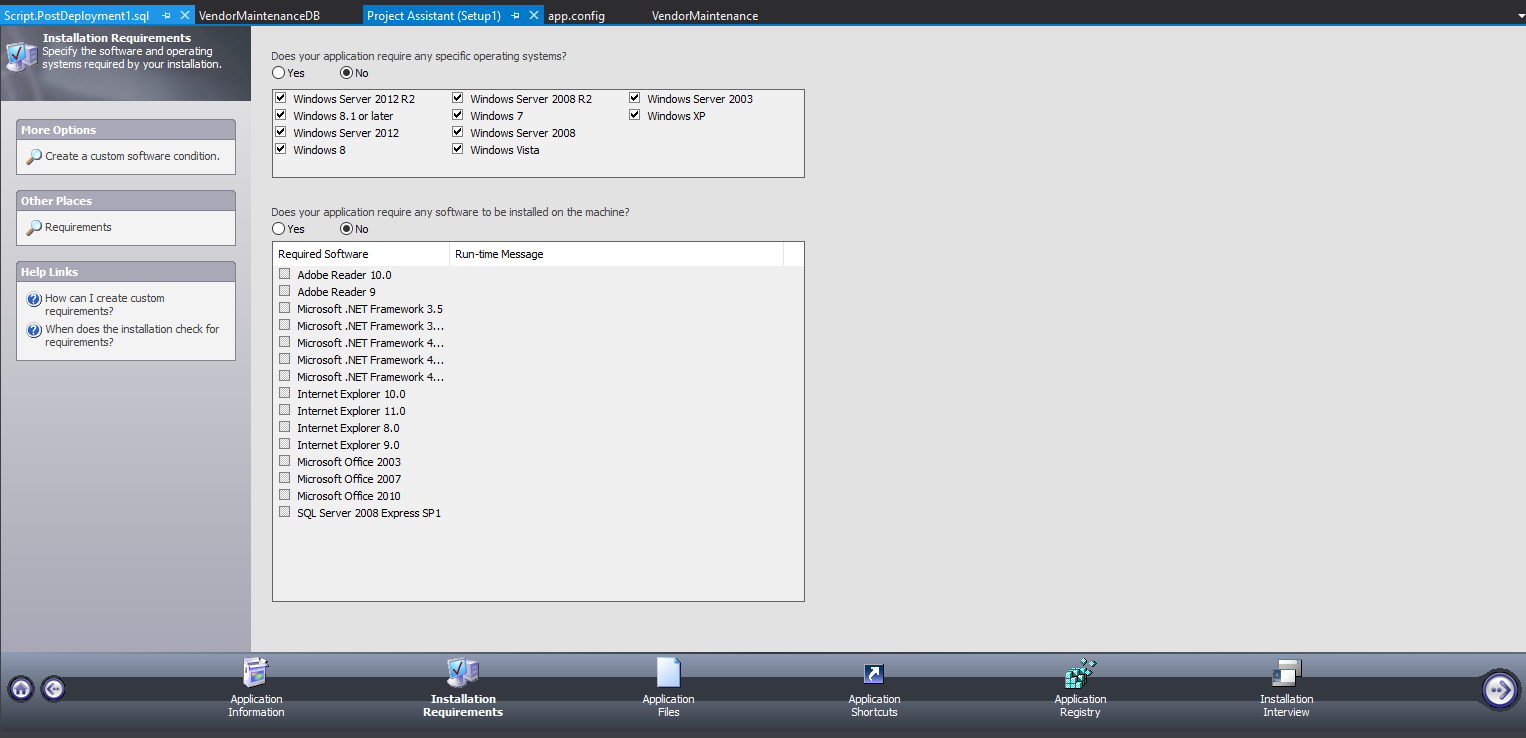 Script.PostDeployment1.sql
VendorMaintenanceDB
Project Assistant (Setup1)
app.config
VendorMaintenance
Installation Requirements
Specify the software and operating
systems required by your installation.
More Options
Create a custom software condition.
Other Places
Requirements
Help Links
How can I create custom
requirements?
When does the installation check for
requirements?
Does your application require any specific operating systems?
Yes No
Windows Server 2012 R2 Windows Server 2008 R2 Windows Server 2003
Windows 8.1 or later Windows 7 Windows XP
Windows Server 2012 Windows Server 2008
Windows 8 Windows Vista
Does your application require any software to be installed on the machine?
Yes No
Required Software Run-time Message
Adobe Reader 10.0
Adobe Reader 9
Microsoft .NET Framework 3.5
Microsoft .NET Framework 3...
Microsoft .NET Framework 4...
Microsoft .NET Framework 4...
Microsoft .NET Framework 4...
Internet Explorer 10.0
Internet Explorer 11.0
Internet Explorer 8.0
Internet Explorer 9.0
Microsoft Office 2003
Microsoft Office 2007
Microsoft Office 2010
SQL Server 2008 Express SP1
Application
Information
Installation
Requirements
Application
Files
Application
Shortcuts
Application
Registry
Installation
Interview